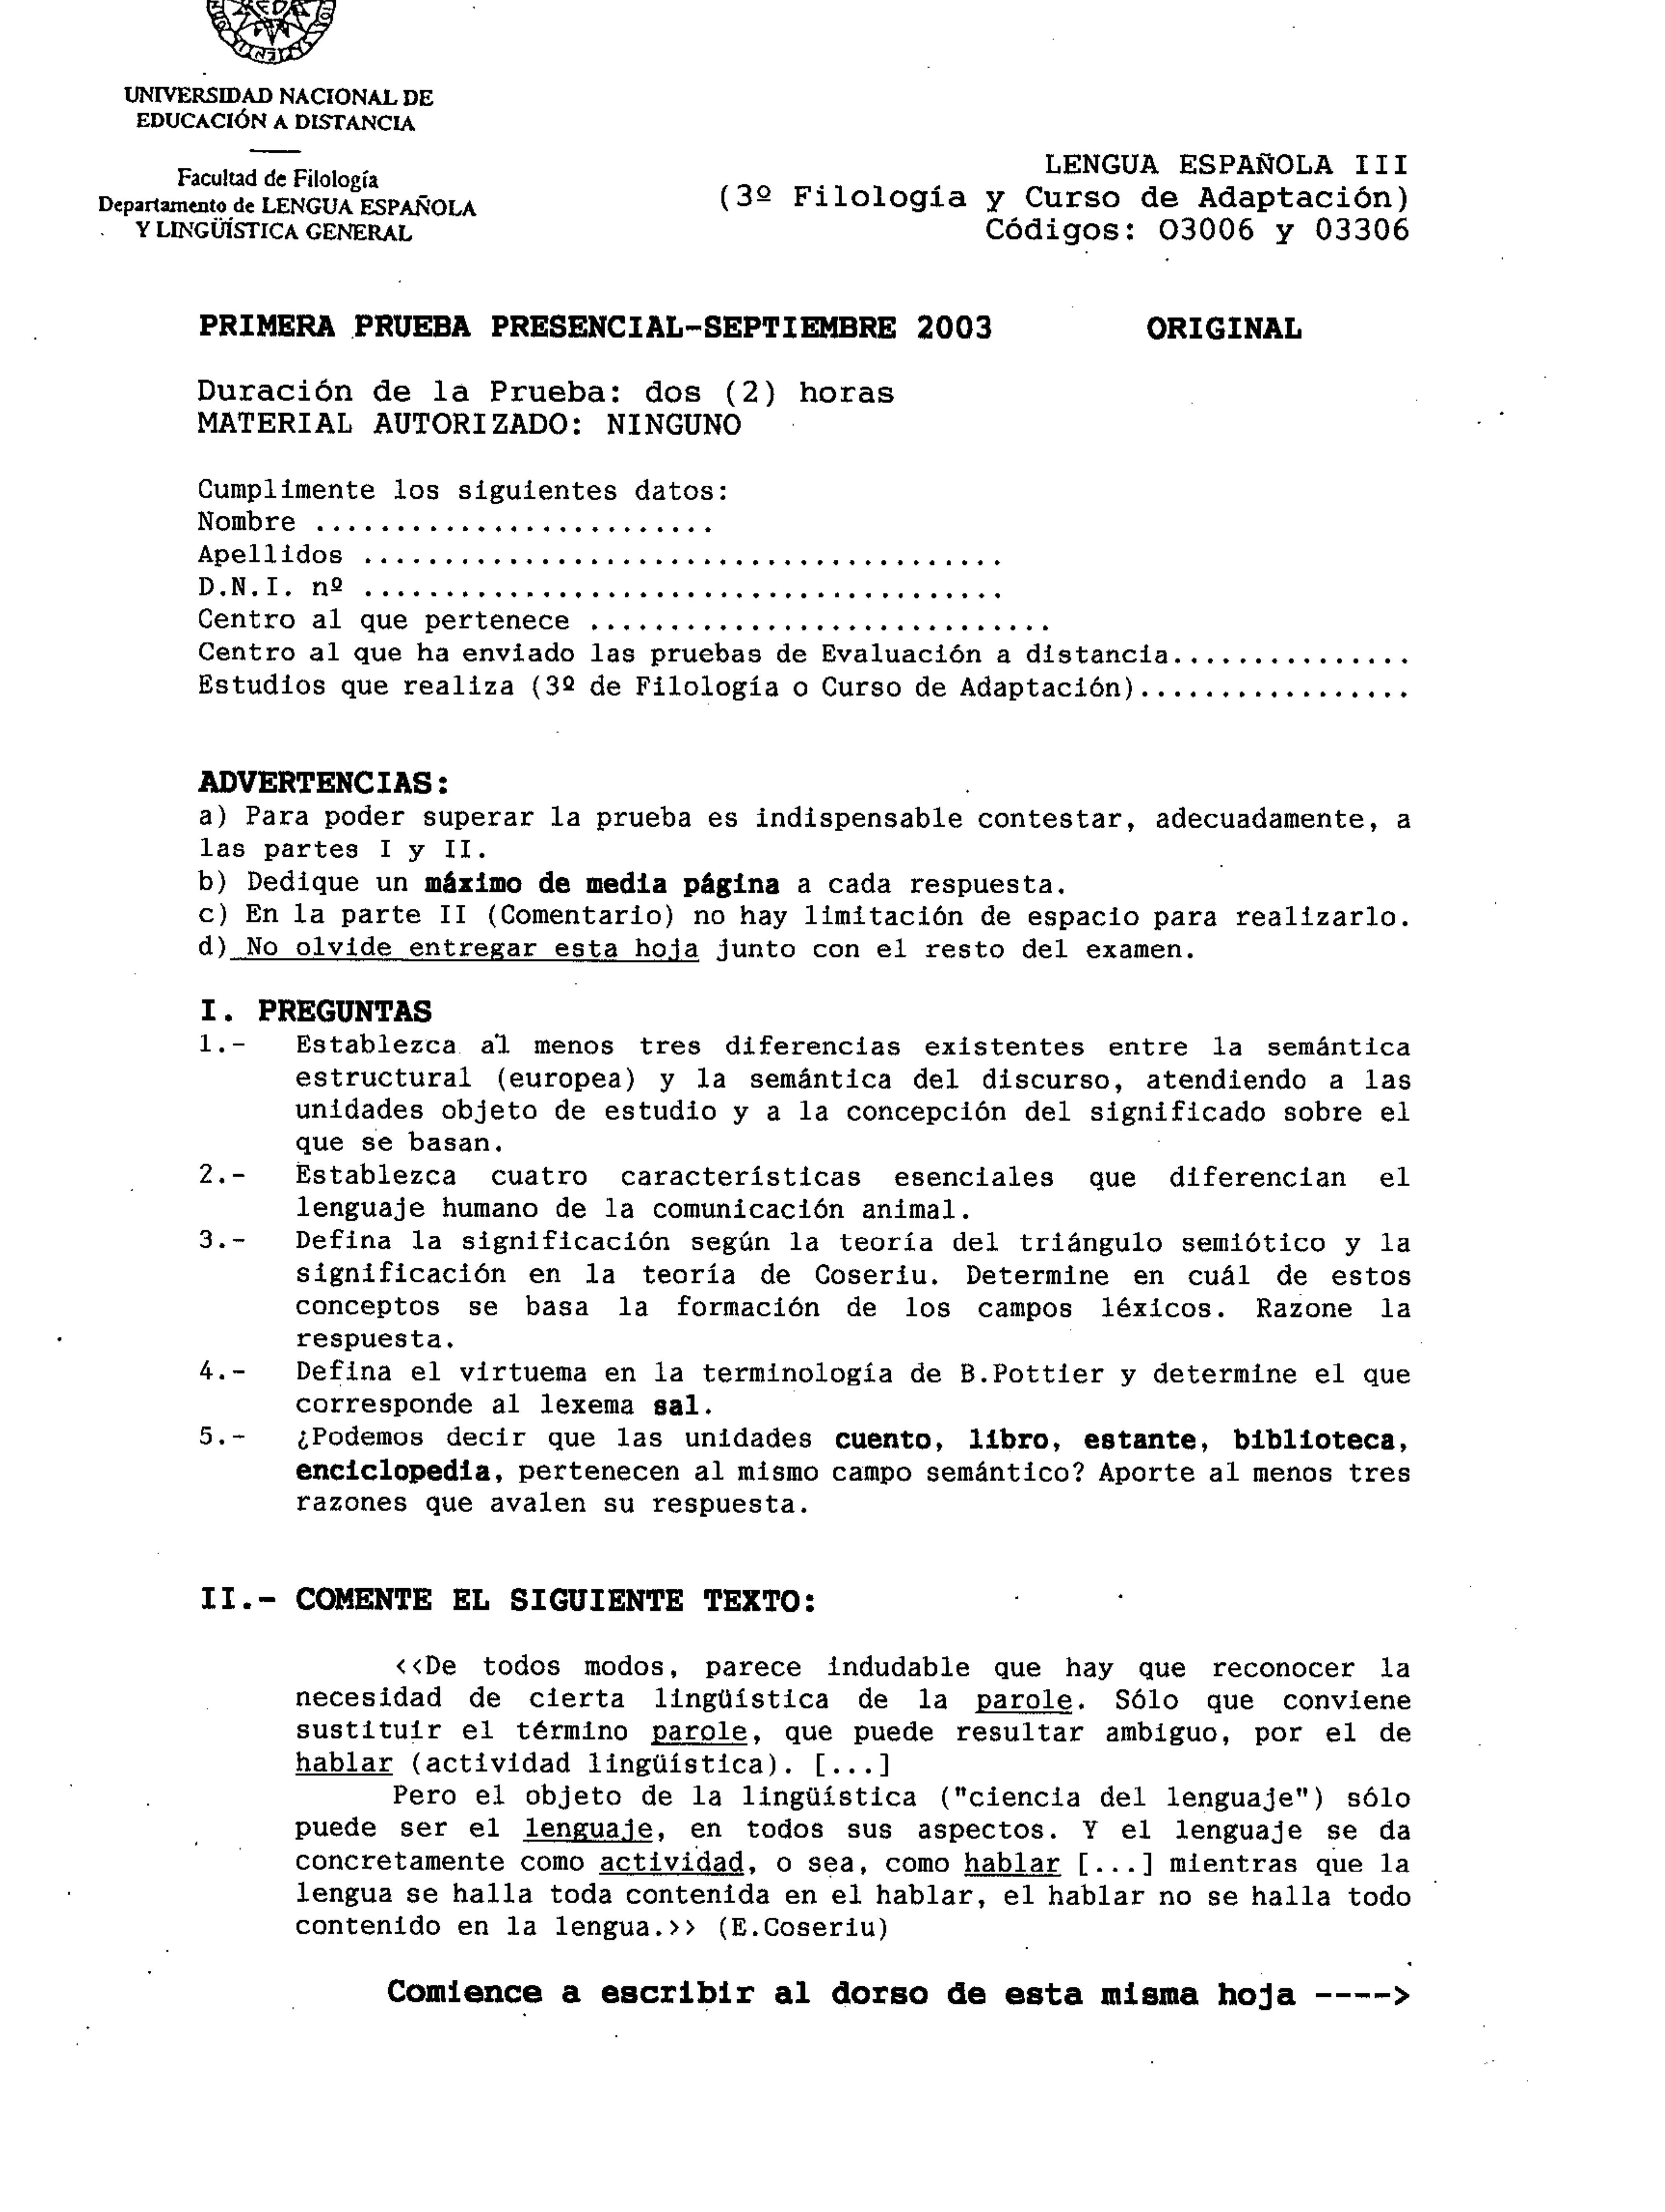 UNIVERSIDAD NACIONAL DE
EDUCACIÓN A DISTANCIA
Facultad de Filología
Departamento de LENGUA ESPAÑOLA
Y LINGÜÍSTICA GENERAL
LENGUA ESPAÑOLA III
(3º Filología y Curso de Adaptación)
Códigos: O3006 y 03306
PRIMERA PRUEBA PRESENCIAL-SEPTIEMBRE 2003 ORIGINAL
Duración de la Prueba: dos (2) horas
MATERIAL AUTORIZADO: NINGUNO
Cumplimente los siguientes datos:
Nombre .........................
Apellidos ........................................
D.N.I. nº ........................................
Centro al que pertenece .............................
Centro al que ha enviado las pruebas de Evaluación a distancia...............
Estudios que realiza (3º de Filología o Curso de Adaptación).................
ADVERTENCIAS:
a) Para poder superar la prueba es indispensable contestar, adecuadamente, a
las partes I y II.
b) Dedique un máximo de media página a cada respuesta.
c) En la parte II (Comentario) no hay limitación de espacio para realizarlo.
d) No olvide entregar esta hoja junto con el resto del examen.
I. PREGUNTAS
1.- Establezca al menos tres diferencias existentes entre la semántica
estructural (europea) y la semántica del discurso, atendiendo a las
unidades objeto de estudio y a la concepción del significado sobre el
que se basan.
2.- Establezca cuatro características esenciales que diferencian el
lenguaje humano de la comunicación animal.
3.- Defina la significación según la teoría del triángulo semiótico y la
significación en la teoría de Coseriu. Determine en cuál de estos
conceptos se basa la formación de los campos léxicos. Razone la
respuesta.
4.- Defina el virtuema en la terminología de B.Pottier y determine el que
corresponde al lexema sal.
5.- ¿Podemos decir que las unidades cuento, libro, estante, biblioteca,
enciclopedia, pertenecen al mismo campo semántico? Aporte al menos tres
razones que avalen su respuesta.
II.- COMENTE EL SIGUIENTE TEXTO:
<<De todos modos, parece indudable que hay que reconocer la
necesidad de cierta lingüística de la parole. Sólo que conviene
sustituir el término parole, que puede resultar ambiguo, por el de
hablar (actividad lingüística). [...]
Pero el objeto de la lingüística ("ciencia del lenguaje") sólo
puede ser el lenguaje, en todos sus aspectos. Y el lenguaje se da
concretamente como actividad, o sea, como hablar [...] mientras que la
lengua se halla toda contenida en el hablar, el hablar no se halla todo
contenido en la lengua.>> (E.Coseriu)
Comience a escribir al dorso de esta misma hoja ---->